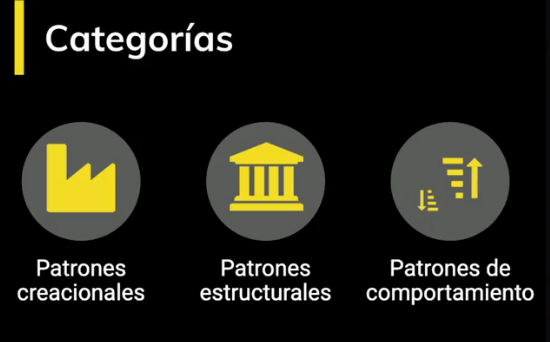 Categorías
Patrones
creacionales
Patrones
estructurales
Patrones de
comportamiento